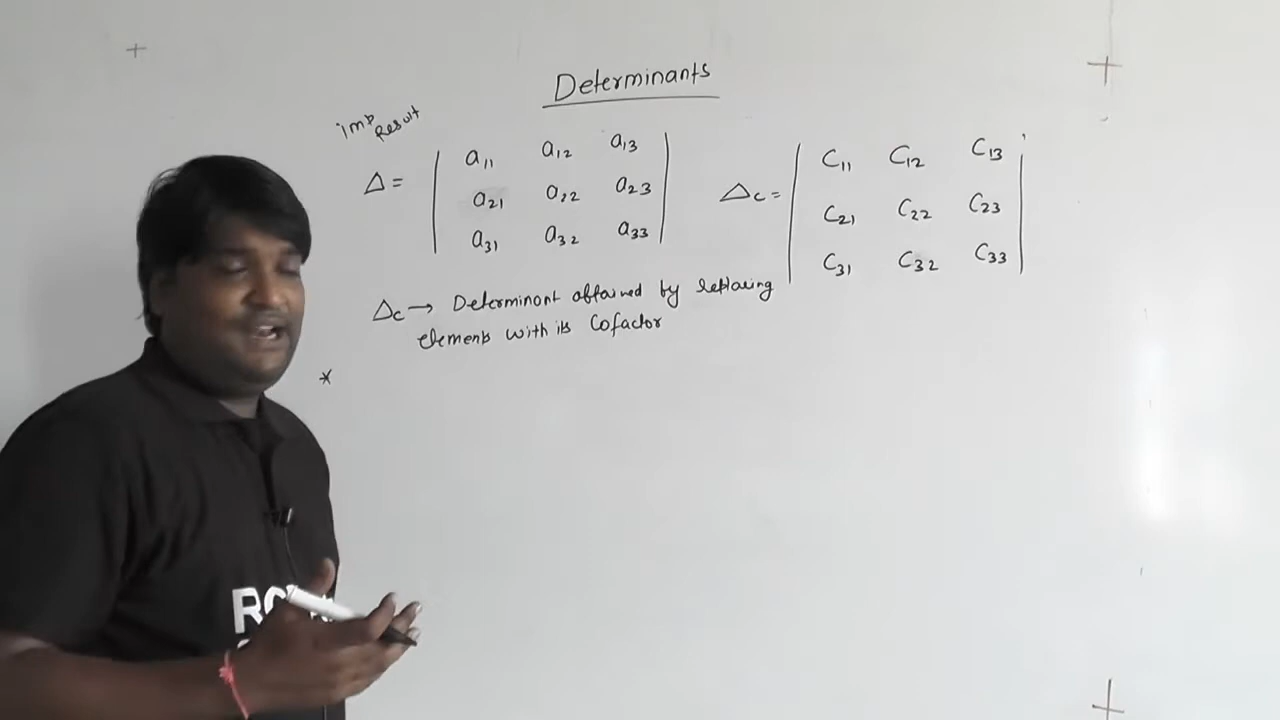 Determinants
imp Result
Δ = | a₁₁ a₁₂ a₁₃ |
| a₂₁ a₂₂ a₂₃ |
| a₃₁ a₃₂ a₃₃ |
Δc = | C₁₁ C₁₂ C₁₃ |
| C₂₁ C₂₂ C₂₃ |
| C₃₁ C₃₂ C₃₃ |
Δc → Determinant obtained by replacing
elements with its Cofactor
*